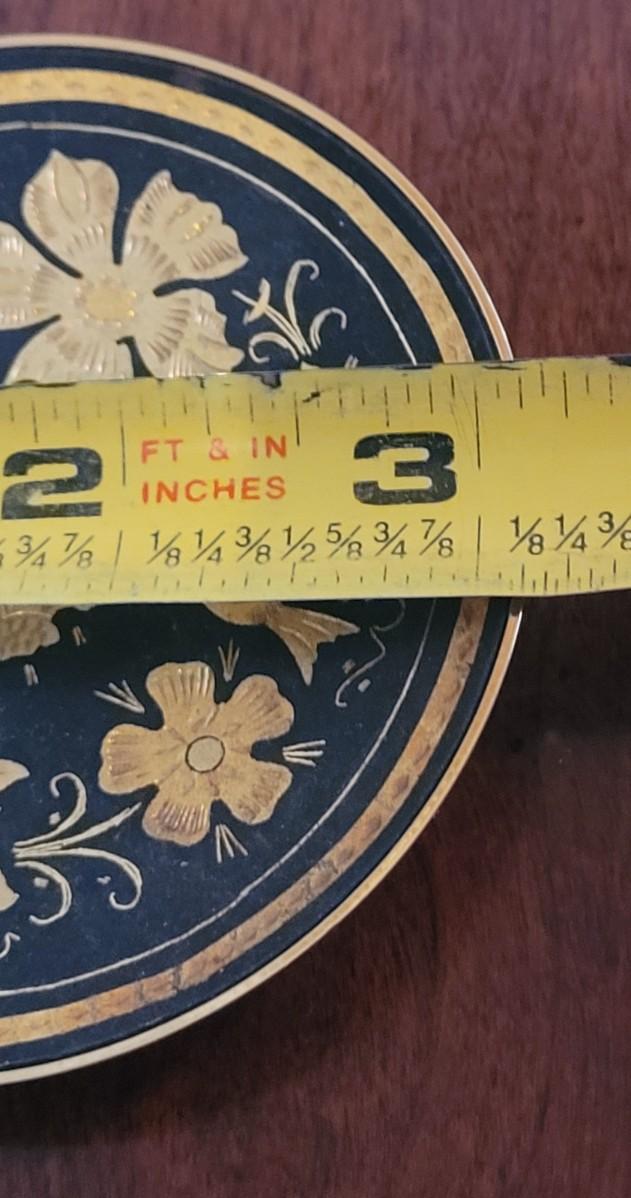 2 FT & IN 3
INCHES
3/4 7/8 1/8 1/4 3/8 1/2 5/8 3/4 7/8 1/8 1/4 3/8